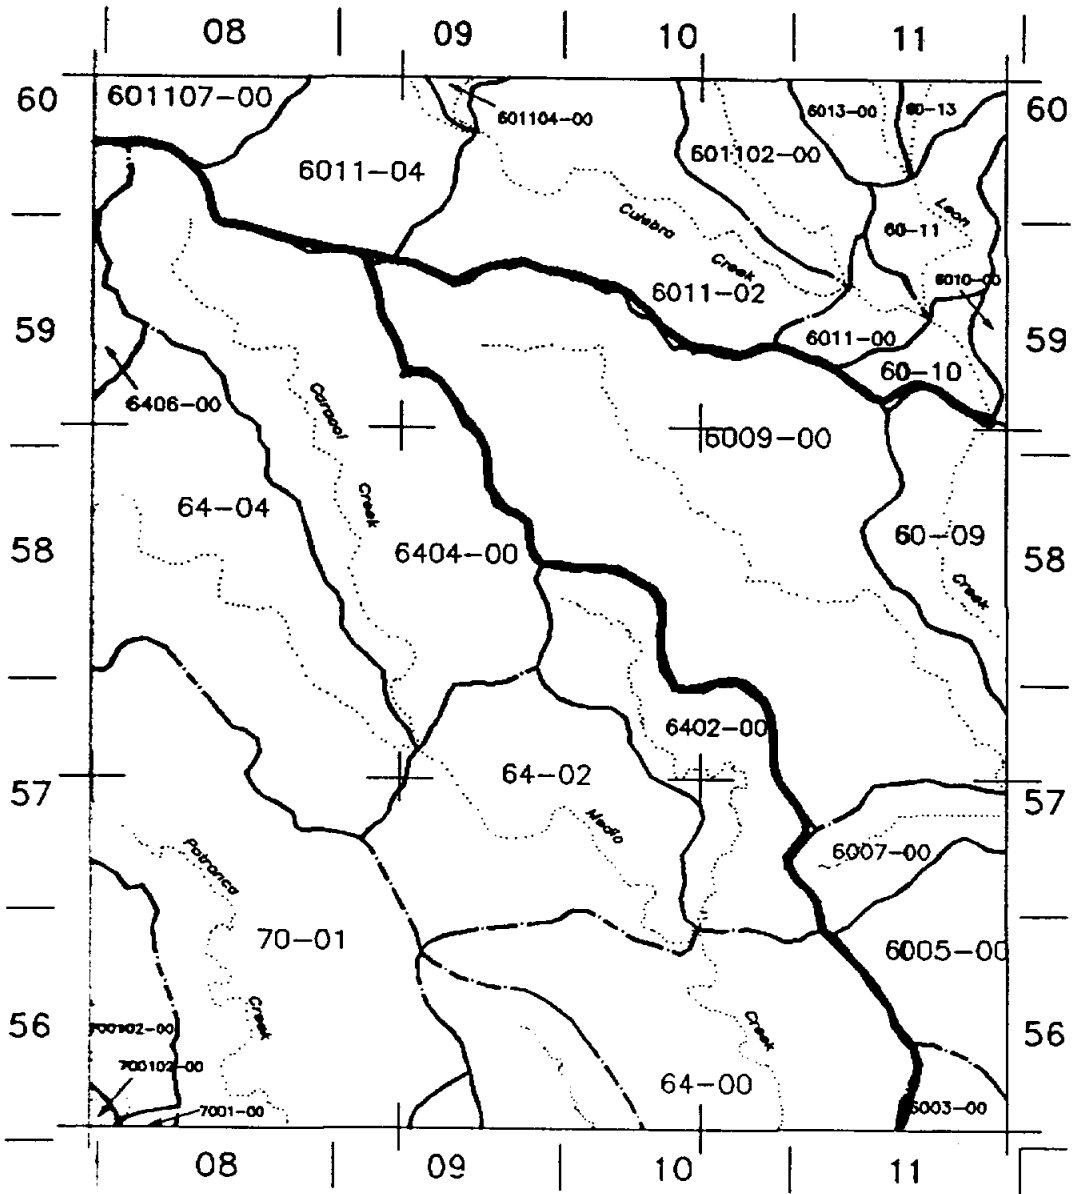 08 09 10 11
60 601107-00 601104-00 6013-00 60-13 60
6011-04 601102-00
Culebra Leon
60-11
Creek
6010-00
6011-02
59 6011-00 59
60-10
6406-00
Caracol
6009-00
64-04 Creek
58 6404-00 60-09 58
Creek
6402-00
64-02
57 57
Medio
Potranca 6007-00
70-01 6005-00
Creek Creek
56 700102-00 56
700102-00 64-00
7001-00 6003-00
08 09 10 11